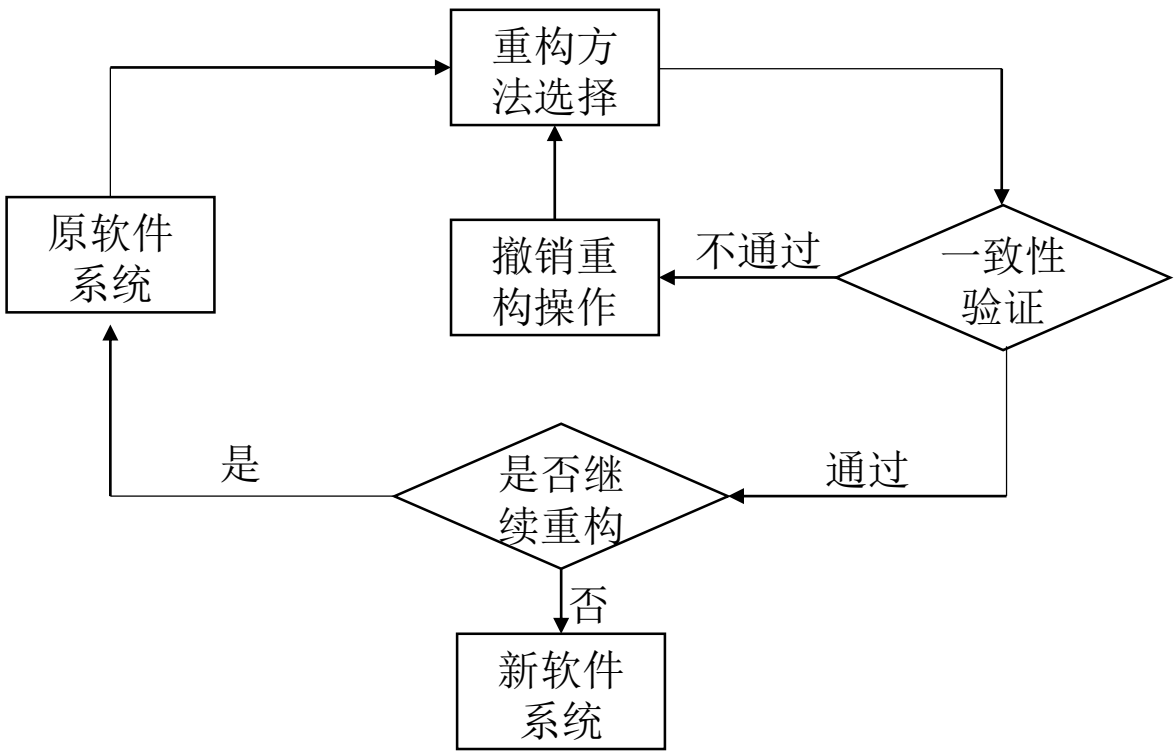 重构方
法选择
原软件
系统
撤销重
构操作
不通过
一致性
验证
是
是否继
续重构
通过
否
新软件
系统